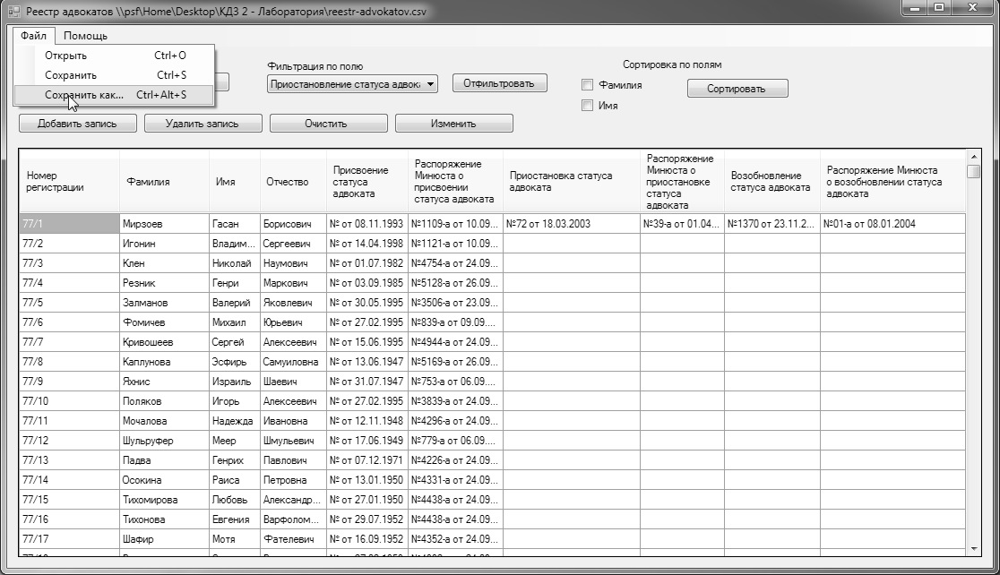 Реестр адвокатов \\psf\Home\Desktop\КДЗ 2 - Лаборатория\reestr-advokatov.csv
Файл Помощь
Открыть Ctrl+O
Сохранить Ctrl+S
Сохранить как... Ctrl+Alt+S
Фильтрация по полю
Приостановление статуса адвока
Отфильтровать
Сортировка по полям
Фамилия
Имя
Сортировать
Добавить запись Удалить запись Очистить Изменить
Номер регистрации Фамилия Имя Отчество Присвоение статуса адвоката Распоряжение Минюста о присвоении статуса адвоката Приостановка статуса адвоката Распоряжение Минюста о приостановке статуса адвоката Возобновление статуса адвоката Распоряжение Минюста о возобновлении статуса адвоката
77/1 Мирзоев Гасан Борисович № от 08.11.1993 №1109-а от 10.09... №72 от 18.03.2003 №39-а от 01.04... №1370 от 23.11.2... №01-а от 08.01.2004
77/2 Игонин Владим... Сергеевич № от 14.04.1998 №1121-а от 10.09...
77/3 Клен Николай Наумович № от 01.07.1982 №4754-а от 24.09...
77/4 Резник Генри Маркович № от 03.09.1985 №5128-а от 26.09...
77/5 Залманов Валерий Яковлевич № от 30.05.1995 №3506-а от 23.09...
77/6 Фомичев Михаил Юрьевич № от 27.02.1995 №839-а от 09.09....
77/7 Кривошеев Сергей Алексеевич № от 15.06.1995 №4944-а от 24.09...
77/8 Каплунова Эсфирь Самуиловна № от 13.06.1947 №5169-а от 26.09...
77/9 Яхнис Израиль Шаевич № от 31.07.1947 №753-а от 06.09....
77/10 Поляков Игорь Алексеевич № от 27.02.1995 №3839-а от 24.09...
77/11 Мочалова Надежда Ивановна № от 12.11.1948 №4296-а от 24.09...
77/12 Шульруфер Меер Шмульевич № от 17.06.1949 №779-а от 06.09....
77/13 Падва Генрих Павлович № от 07.12.1971 №4226-а от 24.09...
77/14 Осокина Раиса Петровна № от 13.01.1950 №4331-а от 24.09...
77/15 Тихомирова Любовь Александр... № от 27.01.1950 №4438-а от 24.09...
77/16 Тихонова Евгения Варфолом... № от 29.07.1952 №4438-а от 24.09...
77/17 Шафир Мотя Фателевич № от 16.09.1952 №4352-а от 24.09...